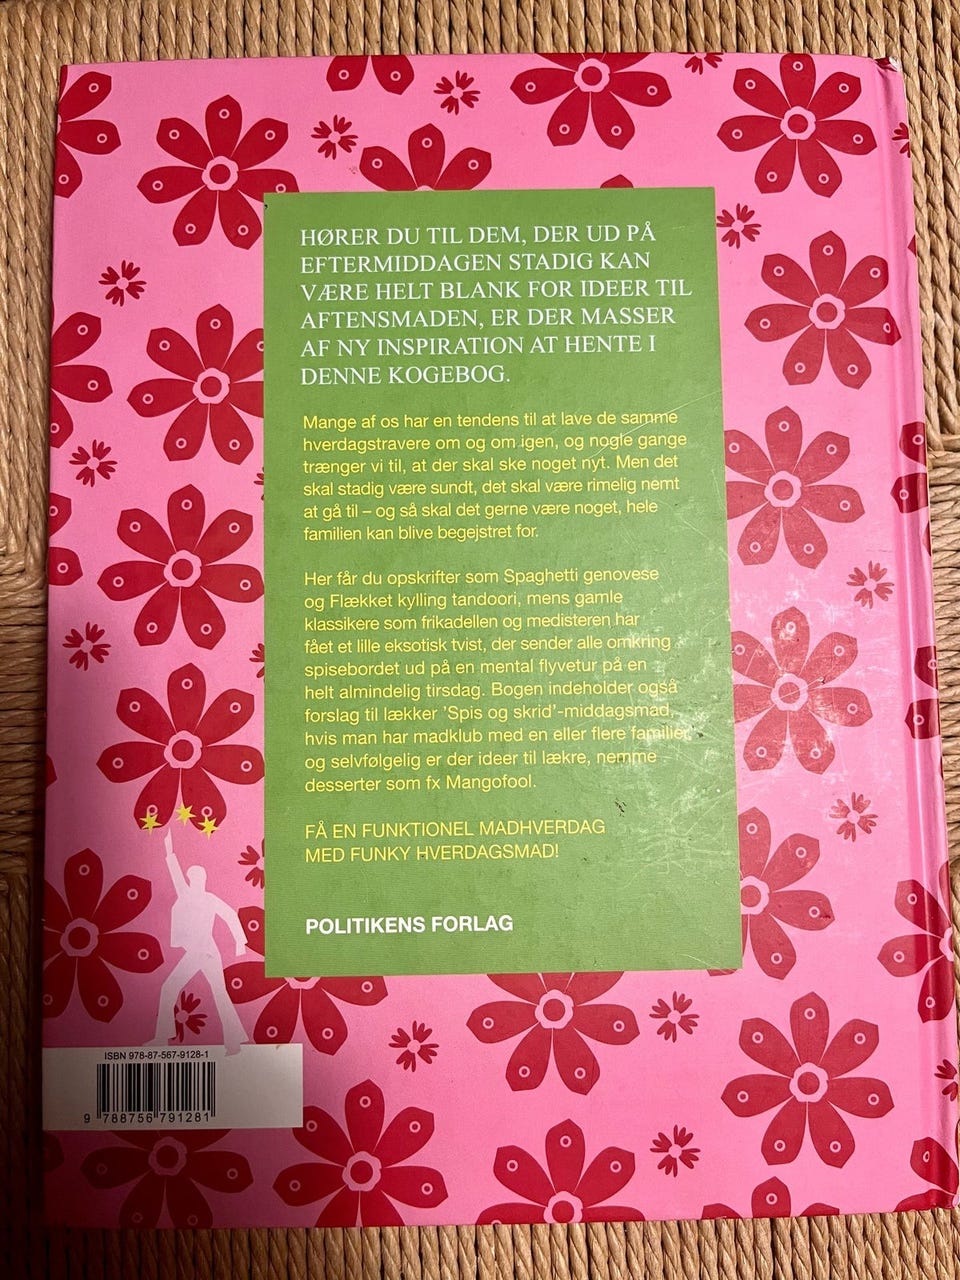 HØRER DU TIL DEM, DER UD PÅ
EFTERMIDDAGEN STADIG KAN
VÆRE HELT BLANK FOR IDEER TIL
AFTENSMADEN, ER DER MASSER
AF NY INSPIRATION AT HENTE I
DENNE KOGEBOG.
Mange af os har en tendens til at lave de samme
hverdagstravere om og om igen, og nogle gange
trænger vi til, at der skal ske noget nyt. Men det
skal stadig være sundt, det skal være rimelig nemt
at gå til – og så skal det gerne være noget, hele
familien kan blive begejstret for.
Her får du opskrifter som Spaghetti genovese
og Flækket kylling tandoori, mens gamle
klassikere som frikadellen og medisteren har
fået et lille eksotisk tvist, der sender alle omkring
spisebordet ud på en mental flyvetur på en
helt almindelig tirsdag. Bogen indeholder også
forslag til lækker 'Spis og skrid'-middagsmad,
hvis man har madklub med en eller flere familier,
og selvfølgelig er der ideer til lækre, nemme
desserter som fx Mangofool.
FÅ EN FUNKTIONEL MADHVERDAG
MED FUNKY HVERDAGSMAD!
POLITIKENS FORLAG
ISBN 978-87-567-9128-1
9 788756 791281